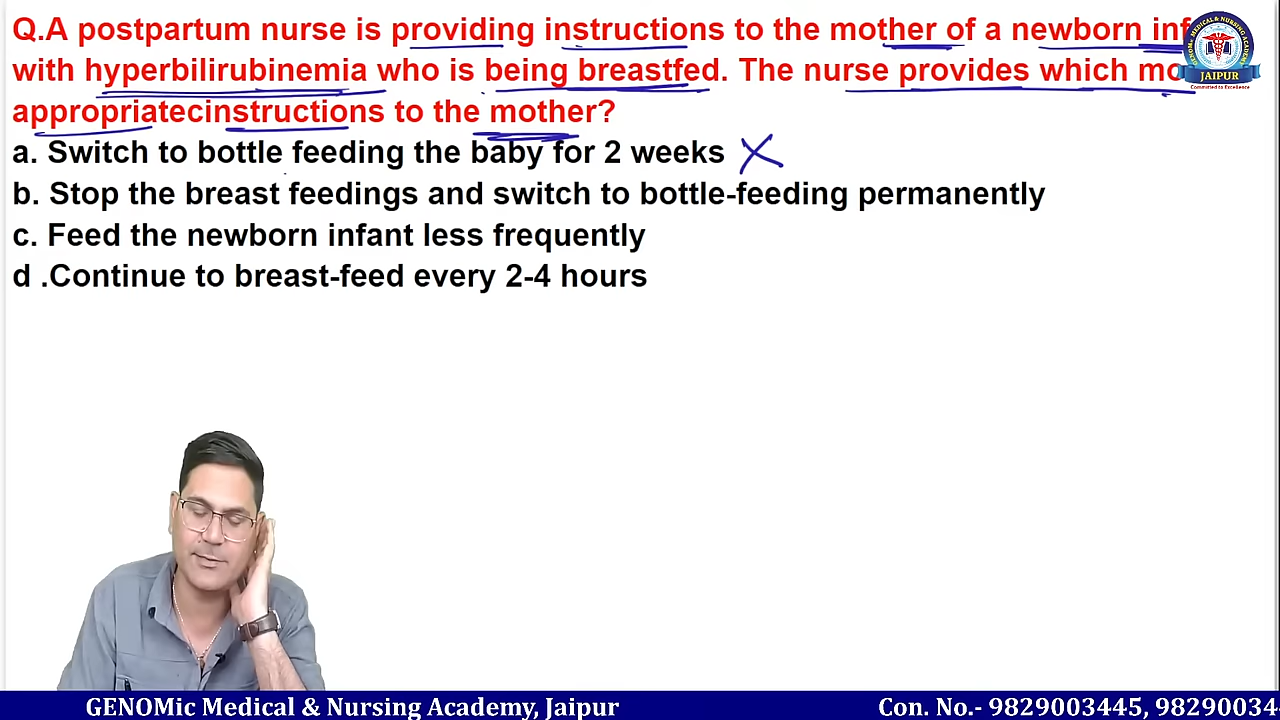 Q.A postpartum nurse is providing instructions to the mother of a newborn inf
with hyperbilirubinemia who is being breastfed. The nurse provides which mo
appropriatecinstructions to the mother?
a. Switch to bottle feeding the baby for 2 weeks
b. Stop the breast feedings and switch to bottle-feeding permanently
c. Feed the newborn infant less frequently
d .Continue to breast-feed every 2-4 hours
JAIPUR
Committed to Excellence
GENOMic Medical & Nursing Academy, Jaipur
Con. No.- 9829003445, 98290034